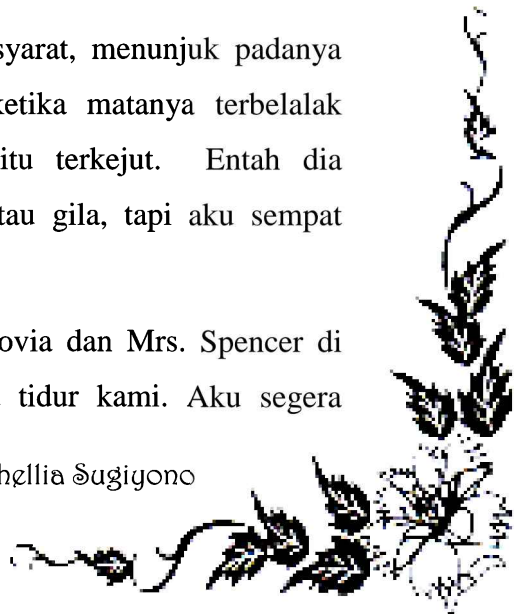 syarat, menunjuk padanya
ketika matanya terbelalak
itu terkejut. Entah dia
tau gila, tapi aku sempat
ovia dan Mrs. Spencer di
tidur kami. Aku segera
hellia Sugiyono